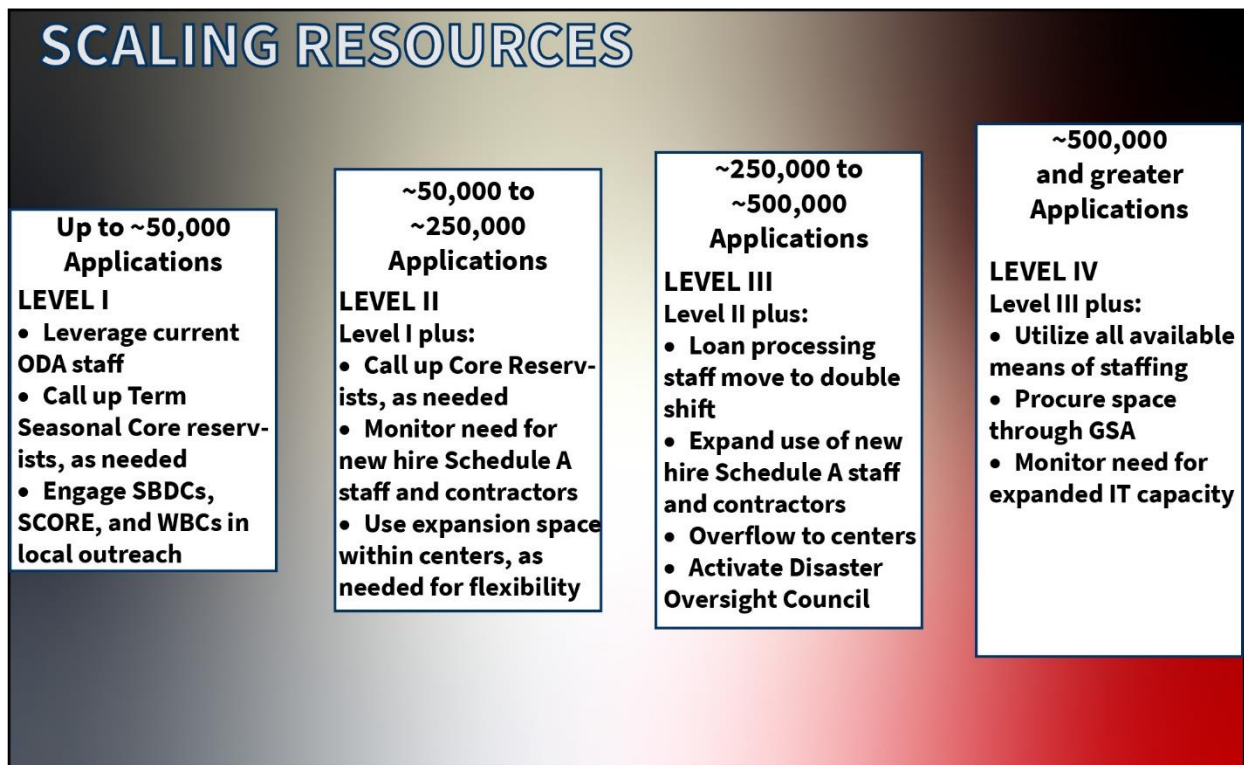 SCALING RESOURCES
Up to ~50,000
Applications
LEVEL I
• Leverage current
ODA staff
• Call up Term
Seasonal Core reserv-
ists, as needed
• Engage SBDCs,
SCORE, and WBCs in
local outreach
~50,000 to
~250,000
Applications
LEVEL II
Level I plus:
• Call up Core Reserv-
ists, as needed
• Monitor need for
new hire Schedule A
staff and contractors
• Use expansion space
within centers, as
needed for flexibility
~250,000 to
~500,000
Applications
LEVEL III
Level II plus:
• Loan processing
staff move to double
shift
• Expand use of new
hire Schedule A staff
and contractors
• Overflow to centers
• Activate Disaster
Oversight Council
~500,000
and greater
Applications
LEVEL IV
Level III plus:
• Utilize all available
means of staffing
• Procure space
through GSA
• Monitor need for
expanded IT capacity